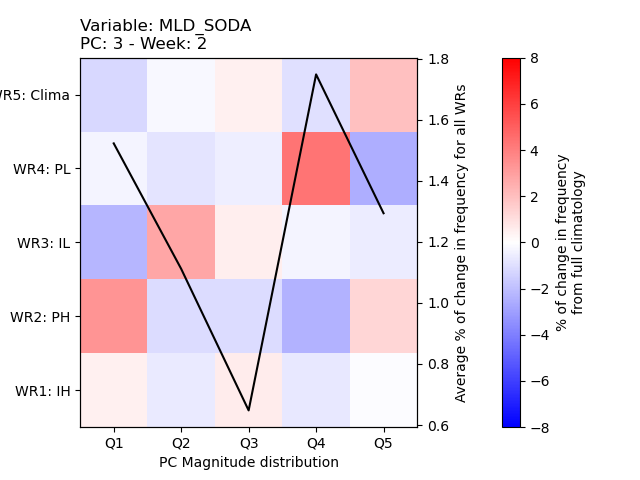 Variable: MLD_SODA
PC: 3 - Week: 2
WR5: Clima
WR4: PL
WR3: IL
WR2: PH
WR1: IH
Q1 Q2 Q3 Q4 Q5
PC Magnitude distribution
1.8
1.6
1.4
1.2
1.0
0.8
0.6
Average % of change in frequency for all WRs
8
6
4
2
0
−2
−4
−6
−8
% of change in frequency
from full climatology